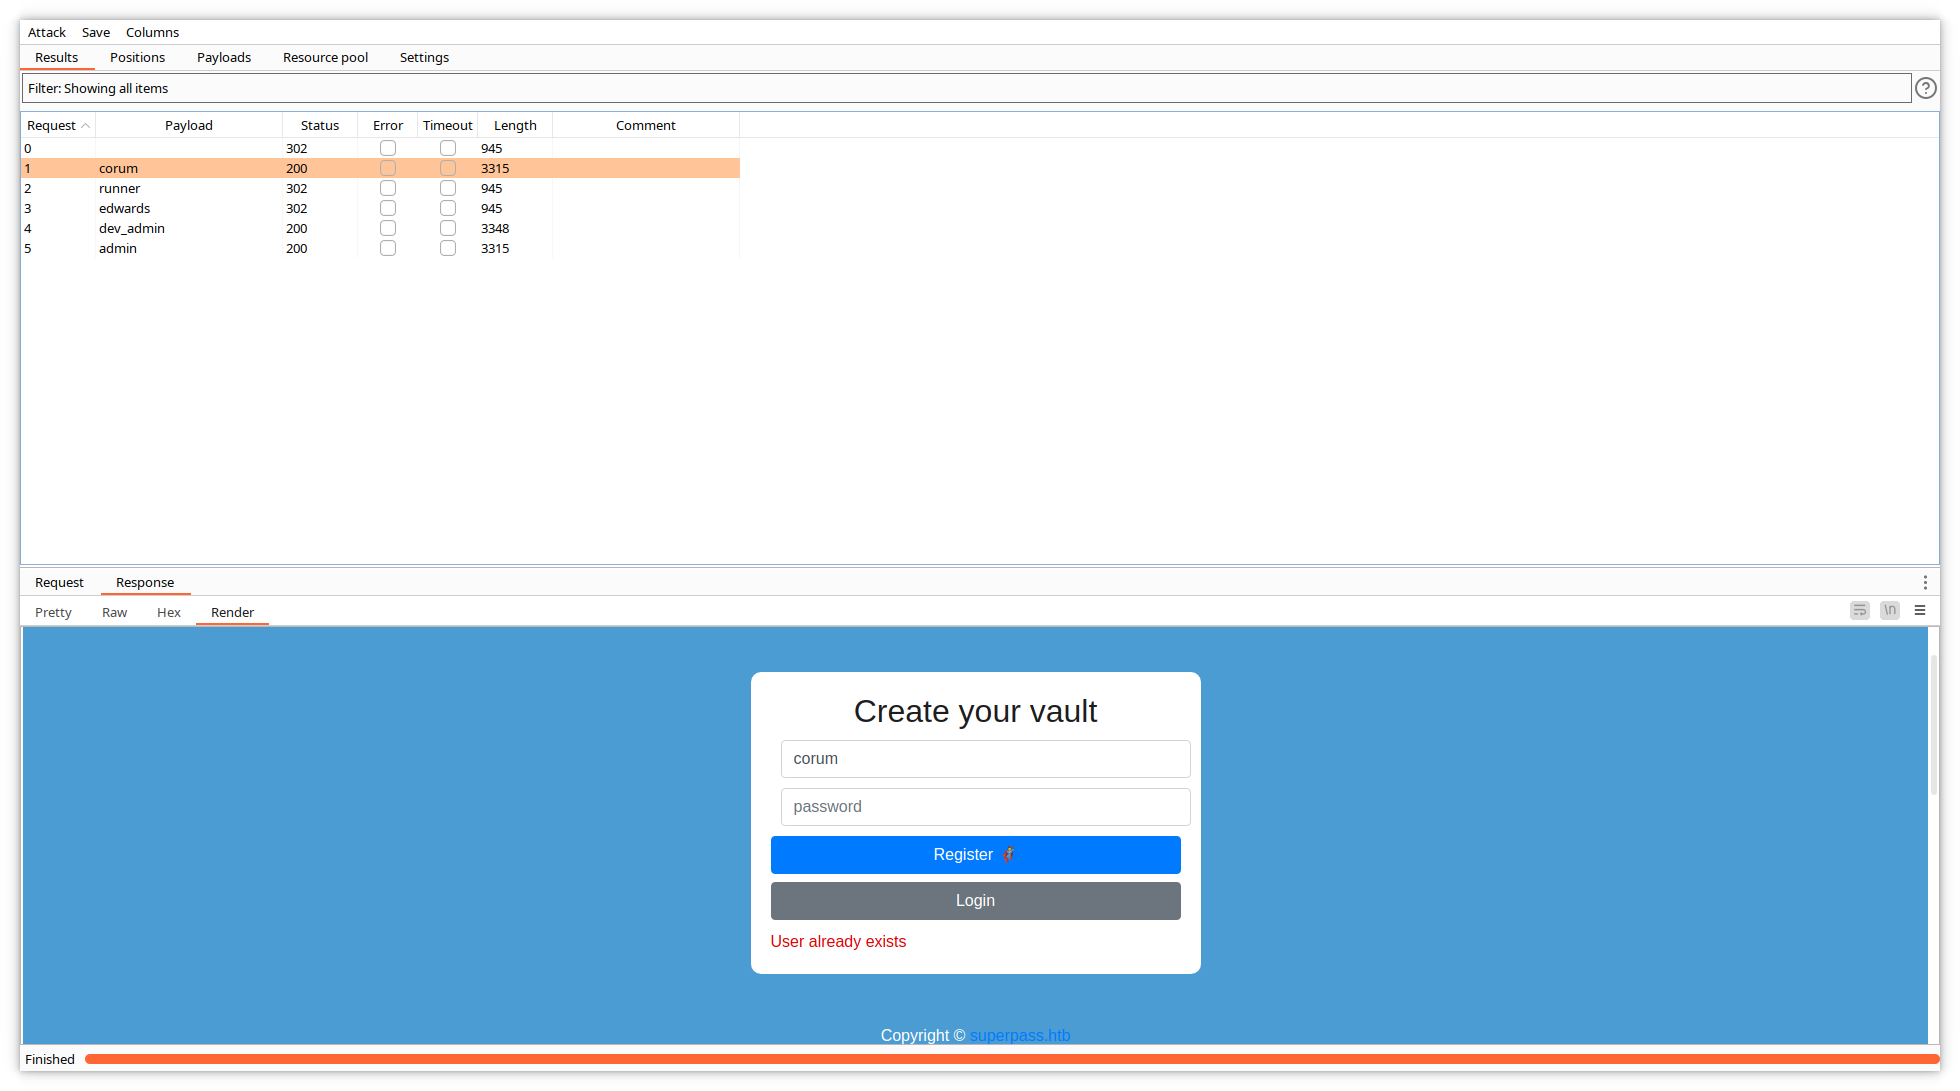 Attack Save Columns
Results Positions Payloads Resource pool Settings
Filter: Showing all items
?
Request Payload Status Error Timeout Length Comment
0 302 945
1 corum 200 3315
2 runner 302 945
3 edwards 302 945
4 dev_admin 200 3348
5 admin 200 3315
Request Response
Pretty Raw Hex Render
\n
Create your vault
corum
password
Register
Login
User already exists
Copyright © superpass.htb
Finished